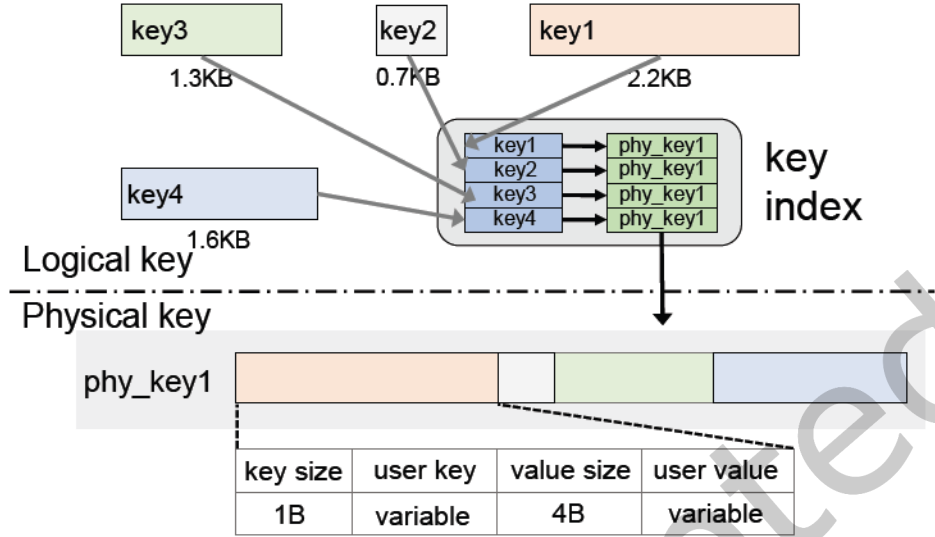 key3
key2
key1
1.3KB
0.7KB
2.2KB
key1
phy_key1
key2
phy_key1
key3
phy_key1
key4
phy_key1
key
index
key4
1.6KB
Logical key
Physical key
phy_key1
key size
user key
value size
user value
1B
variable
4B
variable
ated